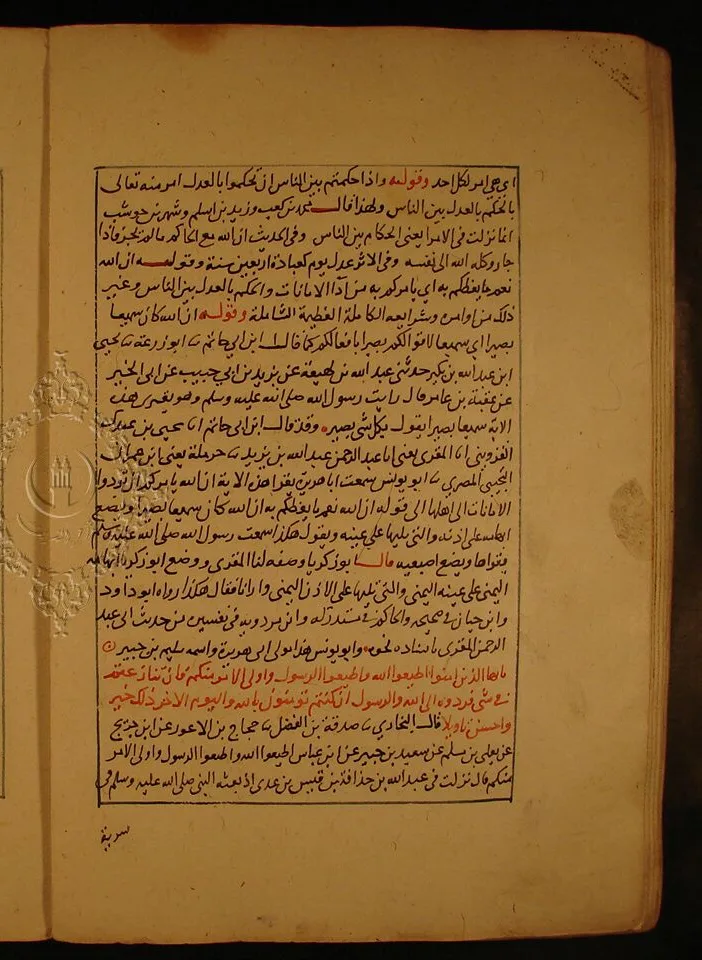 اي هي امر لكل احد وقوله واذا حكمتم بين الناس ان تحكموا بالعدل امر منه تعالى
بالحكم بالعدل بين الناس ولهذا قال محمد بن كعب وزيد بن اسلم وشهر بن حوشب
انما نزلت في الامرا يعني الحكام بين الناس وفي الحديث ان الله مع الحاكم ما لم يجر فاذا
جار وكله الله الى نفسه وفي الاثر عدل يوم كعبادة اربعين سنة وقوله ان الله
نعما يعظكم به اي يامركم به من ادا الامانات والحكم بالعدل بين الناس وغير
ذلك من اوامره وشرايعه الكاملة العظيمة الشاملة وقوله ان الله كان سميعا
بصيرا اي سميعا لاقوالكم بصيرا بافعالكم كما قال ابن ابي حاتم ثنا ابو زرعة ثنا يحيى
ابن عبد الله بن بكير حدثني عبد الله بن لهيعة عن يزيد بن ابي حبيب عن ابي الخير
عن عقبة بن عامر قال رايت رسول الله صلى الله عليه وسلم وهو يقرى هذه
الاية سميعا بصيرا يقول بكل شي بصير وقد قال ابن ابي حاتم انا يحيى بن عبدك
القزويني انا المقري يعني ابا عبد الرحمن عبد الله بن يزيد ثنا حرملة يعني ابن عمران
التجيبي المصري ثنا ابو يونس سمعت ابا هريرة يقرا هذه الاية ان الله يامركم ان تودوا
الامانات الى اهلها الى قوله ان الله نعما يعظكم به ان الله كان سميعا بصيرا ويضع
ابهامه على اذنه والتي يليها على عينه ويقول هكذا سمعت رسول الله صلى الله عليه وسلم
يقراها ويضع اصبعيه قال ابو زكريا وصفه لنا المقري ووضع ابو زكريا ابهامه
اليمنى على عينه اليمنى والتي تليها على الاذن اليمنى وارانا فقال هكذا رواه ابو داود
وابن حبان في صحيحه والحاكم في مستدركه وابن مردويه في تفسيره من حديث ابي عبد
الرحمن المقري باسناده نحوه وابو يونس هذا مولى ابي هريرة واسمه سليم بن جبير
يا ايها الذين امنوا اطيعوا الله واطيعوا الرسول واولي الامر منكم فان تنازعتم
في شي فردوه الى الله والرسول ان كنتم تومنون بالله واليوم الاخر ذلك خير
واحسن تاويلا قال البخاري ثنا صدقة بن الفضل ثنا حجاج بن الاعور عن ابن جريج
عن يعلى بن مسلم عن سعيد بن جبير عن ابن عباس اطيعوا الله واطيعوا الرسول واولي الامر
منكم قال نزلت في عبد الله بن حذافة بن قيس بن عدي اذ بعثه النبي صلى الله عليه وسلم في
سرية